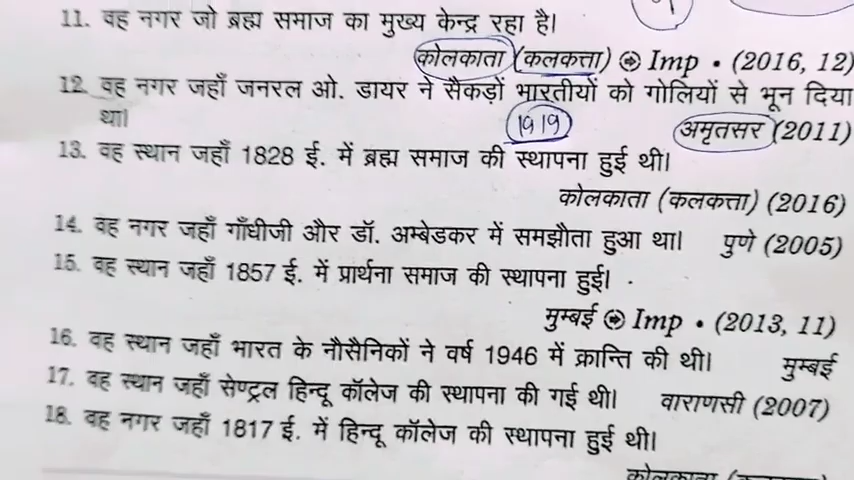 11. वह नगर जो ब्रह्म समाज का मुख्य केन्द्र रहा है।
कोलकाता (कलकत्ता) Imp • (2016, 12)
12. वह नगर जहाँ जनरल ओ. डायर ने सैकड़ों भारतीयों को गोलियों से भून दिया
था।
1919
अमृतसर (2011)
13. वह स्थान जहाँ 1828 ई. में ब्रह्म समाज की स्थापना हुई थी।
कोलकाता (कलकत्ता) (2016)
14. वह नगर जहाँ गाँधीजी और डॉ. अम्बेडकर में समझौता हुआ था। पुणे (2005)
15. वह स्थान जहाँ 1857 ई. में प्रार्थना समाज की स्थापना हुई।
मुम्बई Imp • (2013, 11)
16. वह स्थान जहाँ भारत के नौसैनिकों ने वर्ष 1946 में क्रान्ति की थी। मुम्बई
17. वह स्थान जहाँ सेण्ट्रल हिन्दू कॉलेज की स्थापना की गई थी। वाराणसी (2007)
18. वह नगर जहाँ 1817 ई. में हिन्दू कॉलेज की स्थापना हुई थी।
कोलकाता